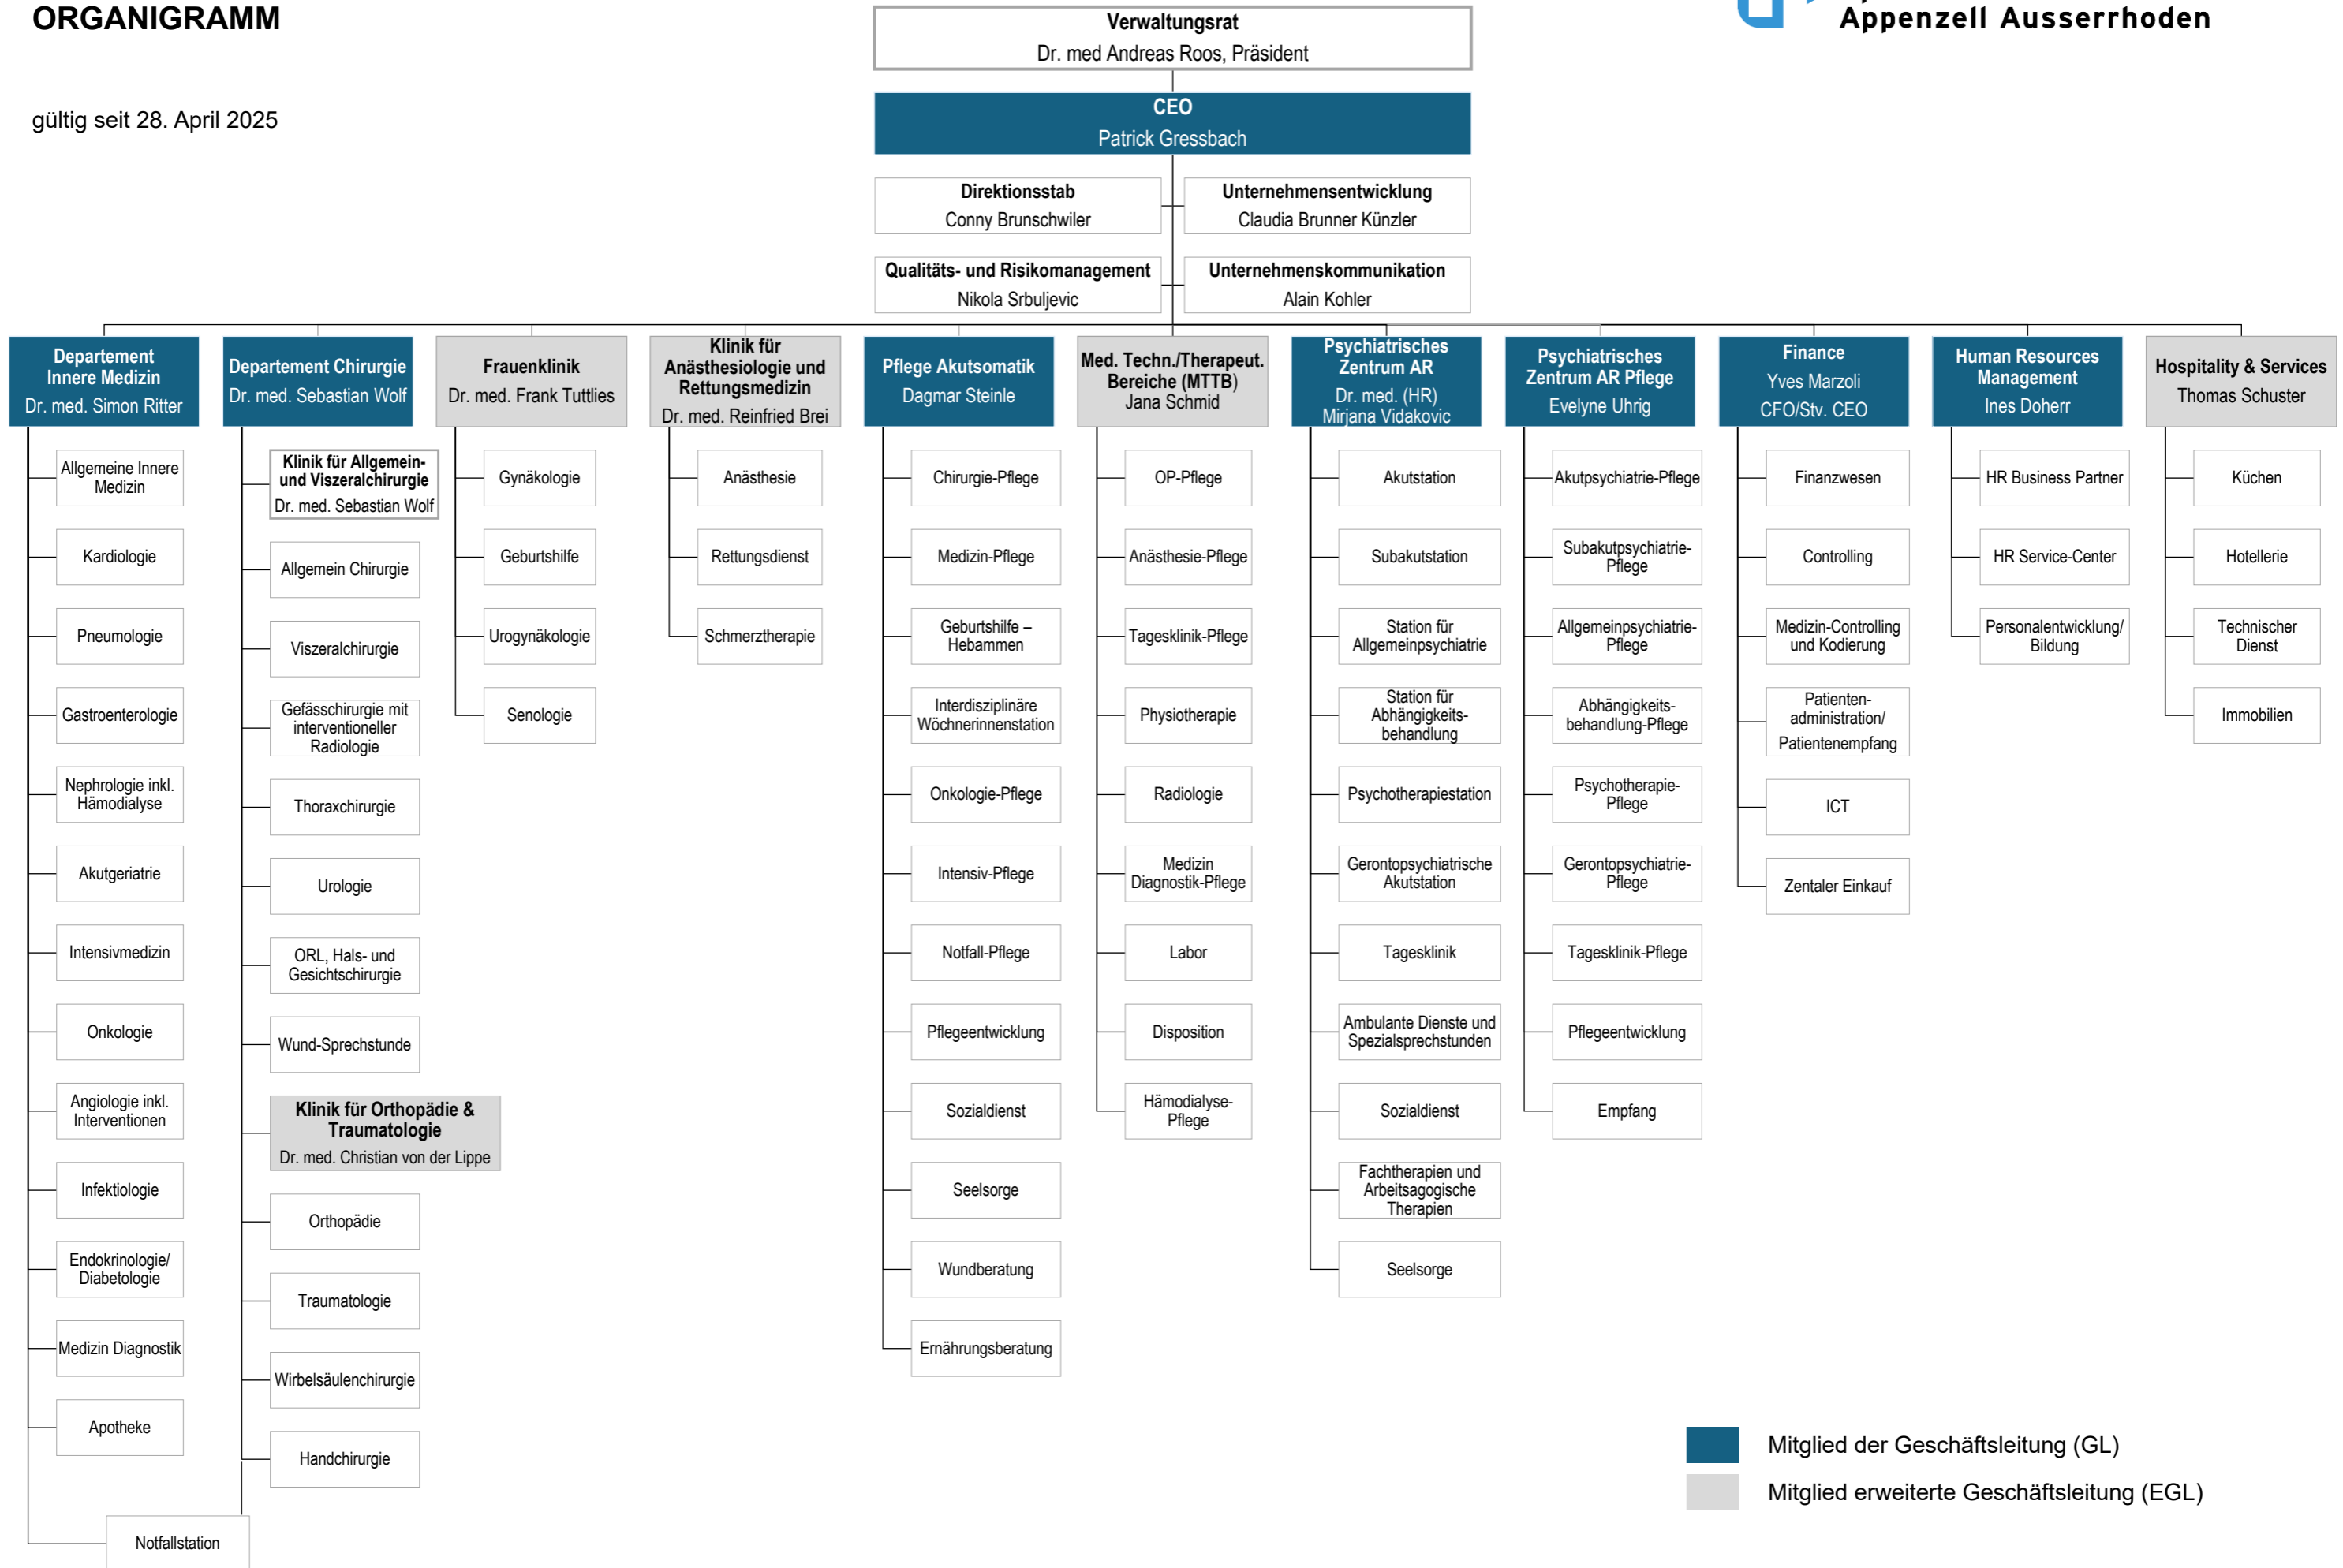 ORGANIGRAMM
Appenzell Ausserrhoden
gültig seit 28. April 2025
Verwaltungsrat
Dr. med Andreas Roos, Präsident
CEO
Patrick Gressbach
Direktionsstab
Conny Brunschwiler
Unternehmensentwicklung
Claudia Brunner Künzler
Qualitäts- und Risikomanagement
Nikola Srbuljevic
Unternehmenskommunikation
Alain Kohler
Departement
Innere Medizin
Dr. med. Simon Ritter
Allgemeine Innere
Medizin
Kardiologie
Pneumologie
Gastroenterologie
Nephrologie inkl.
Hämodialyse
Akutgeriatrie
Intensivmedizin
Onkologie
Angiologie inkl.
Interventionen
Infektiologie
Endokrinologie/
Diabetologie
Medizin Diagnostik
Apotheke
Notfallstation
Departement Chirurgie
Dr. med. Sebastian Wolf
Klinik für Allgemein-
und Viszeralchirurgie
Dr. med. Sebastian Wolf
Allgemein Chirurgie
Viszeralchirurgie
Gefässchirurgie mit
interventioneller
Radiologie
Thoraxchirurgie
Urologie
ORL, Hals- und
Gesichtschirurgie
Wund-Sprechstunde
Klinik für Orthopädie &
Traumatologie
Dr. med. Christian von der Lippe
Orthopädie
Traumatologie
Wirbelsäulenchirurgie
Handchirurgie
Frauenklinik
Dr. med. Frank Tuttlies
Gynäkologie
Geburtshilfe
Urogynäkologie
Senologie
Klinik für
Anästhesiologie und
Rettungsmedizin
Dr. med. Reinfried Brei
Anästhesie
Rettungsdienst
Schmerztherapie
Pflege Akutsomatik
Dagmar Steinle
Chirurgie-Pflege
Medizin-Pflege
Geburtshilfe –
Hebammen
Interdisziplinäre
Wöchnerinnenstation
Onkologie-Pflege
Intensiv-Pflege
Notfall-Pflege
Pflegeentwicklung
Sozialdienst
Seelsorge
Wundberatung
Ernährungsberatung
Med. Techn./Therapeut.
Bereiche (MTTB)
Jana Schmid
OP-Pflege
Anästhesie-Pflege
Tagesklinik-Pflege
Physiotherapie
Radiologie
Medizin
Diagnostik-Pflege
Labor
Disposition
Hämodialyse-
Pflege
Psychiatrisches
Zentrum AR
Dr. med. (HR)
Mirjana Vidakovic
Akutstation
Subakutstation
Station für
Allgemeinpsychiatrie
Station für
Abhängigkeits-
behandlung
Psychotherapiestation
Gerontopsychiatrische
Akutstation
Tagesklinik
Ambulante Dienste und
Spezialsprechstunden
Sozialdienst
Fachtherapien und
Arbeitsagogische
Therapien
Seelsorge
Psychiatrisches
Zentrum AR Pflege
Evelyne Uhrig
Akutpsychiatrie-Pflege
Subakutpsychiatrie-
Pflege
Allgemeinpsychiatrie-
Pflege
Abhängigkeits-
behandlung-Pflege
Psychotherapie-
Pflege
Gerontopsychiatrie-
Pflege
Tagesklinik-Pflege
Pflegeentwicklung
Empfang
Finance
Yves Marzoli
CFO/Stv. CEO
Finanzwesen
Controlling
Medizin-Controlling
und Kodierung
Patienten-
administration/
Patientenempfang
ICT
Zentaler Einkauf
Human Resources
Management
Ines Doherr
HR Business Partner
HR Service-Center
Personalentwicklung/
Bildung
Hospitality & Services
Thomas Schuster
Küchen
Hotellerie
Technischer
Dienst
Immobilien
Mitglied der Geschäftsleitung (GL)
Mitglied erweiterte Geschäftsleitung (EGL)